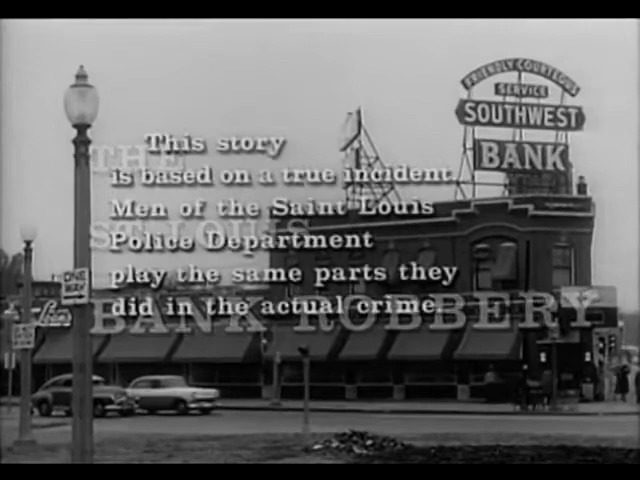 FRIENDLY COURTEOUS
SERVICE
SOUTHWEST
BANK
THE
ST. LOUIS
BANK ROBBERY
This story
is based on a true incident.
Men of the Saint Louis
Police Department
play the same parts they
did in the actual crime.
ONE
WAY